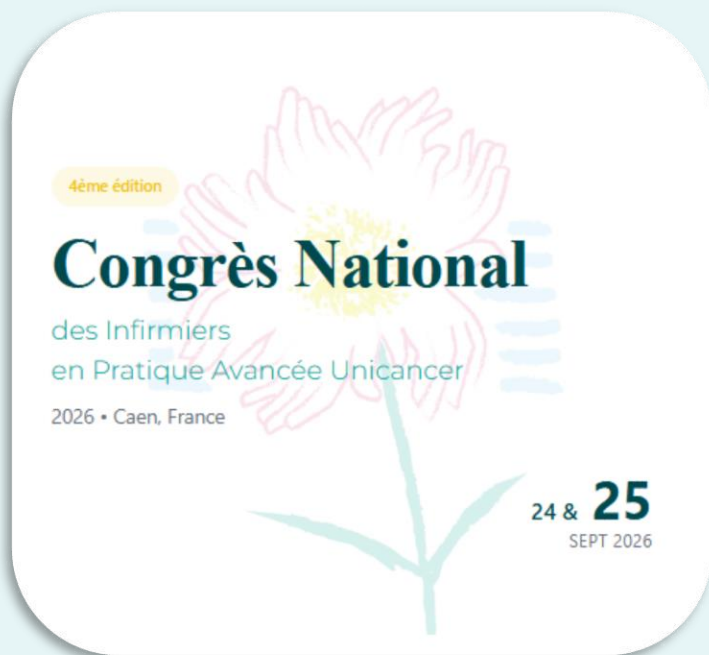 4ème édition
Congrès National
des Infirmiers
en Pratique Avancée Unicancer
2026 • Caen, France
24 & 25
SEPT 2026